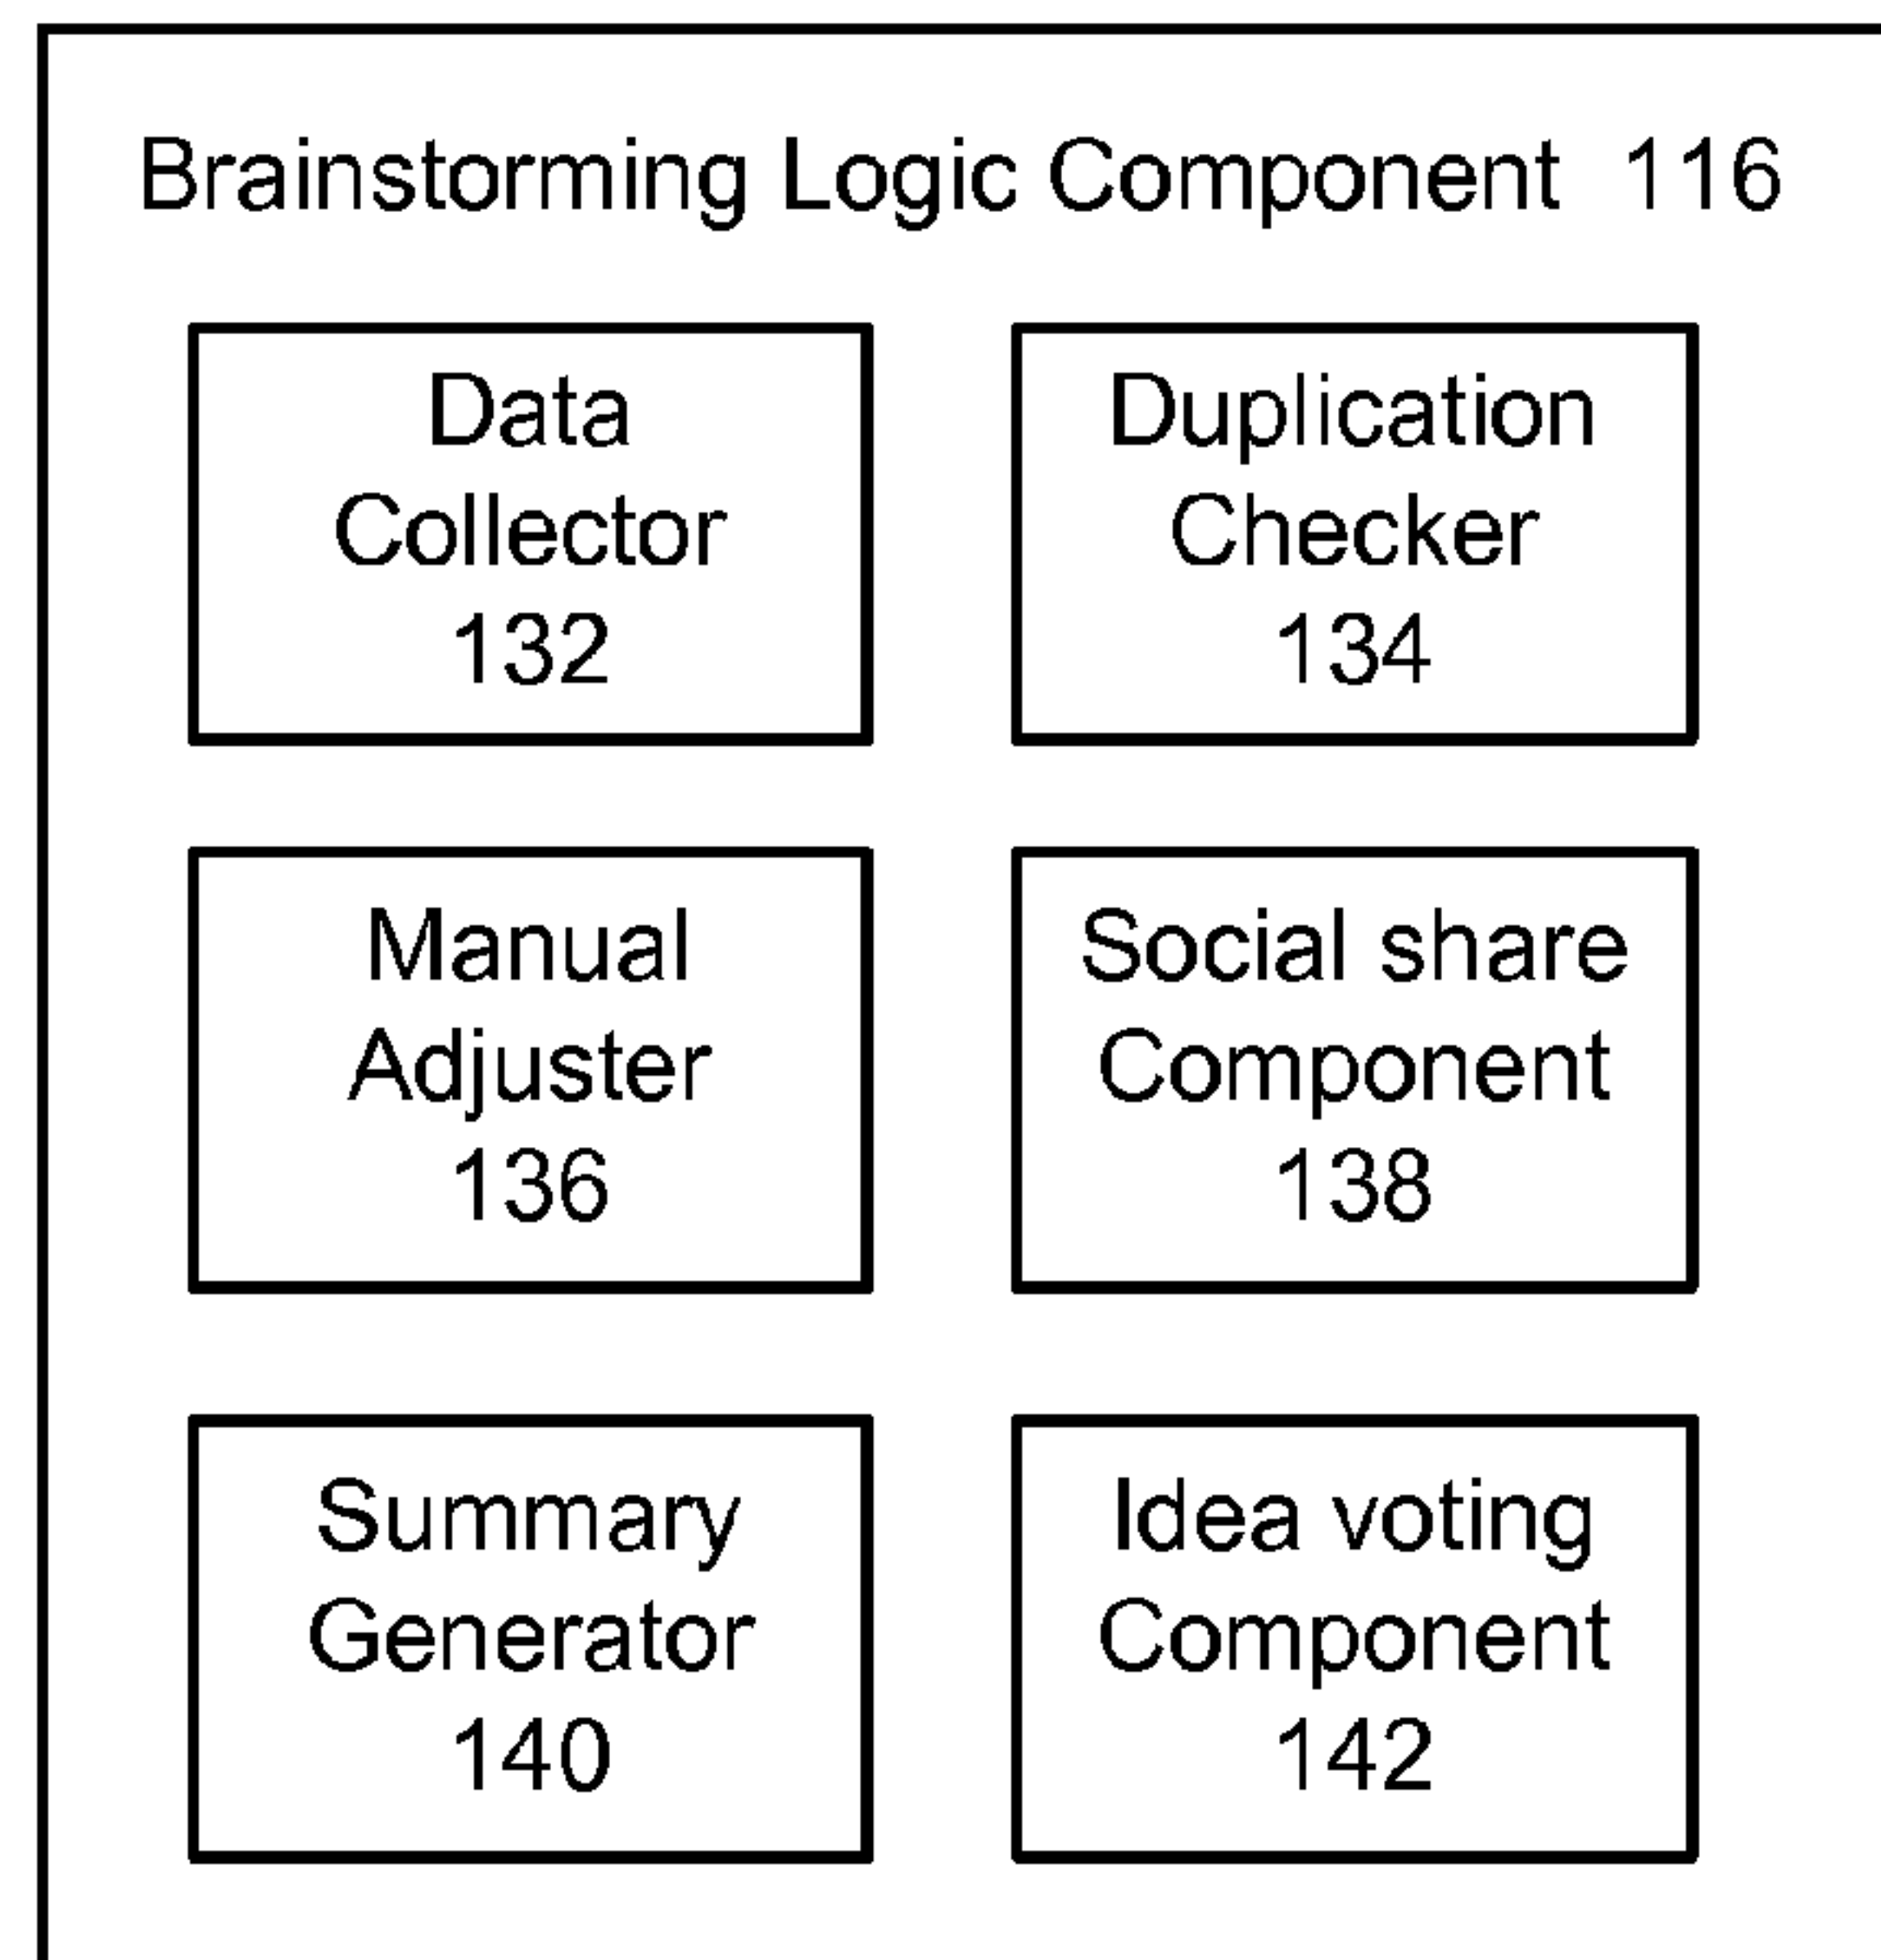 Brainstorming Logic Component 116
Data
Collector
132
Duplication
Checker
134
Manual
Adjuster
136
Social share
Component
138
Summary
Generator
140
Idea voting
Component
142